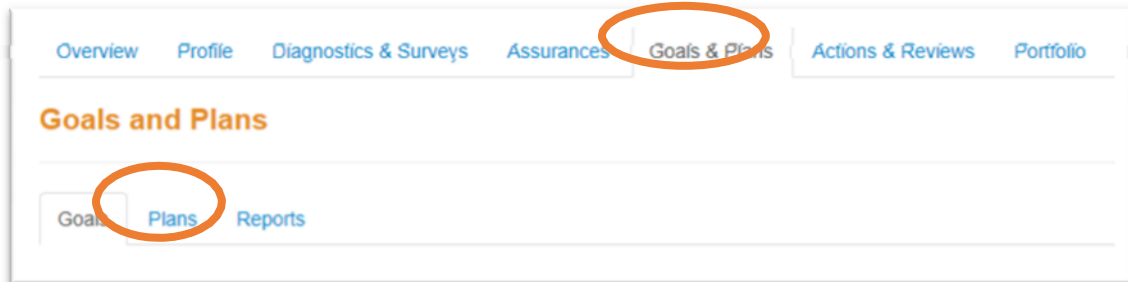 Overview Profile Diagnostics & Surveys Assurances Goals & Plans Actions & Reviews Portfolio
Goals and Plans
Goals Plans Reports